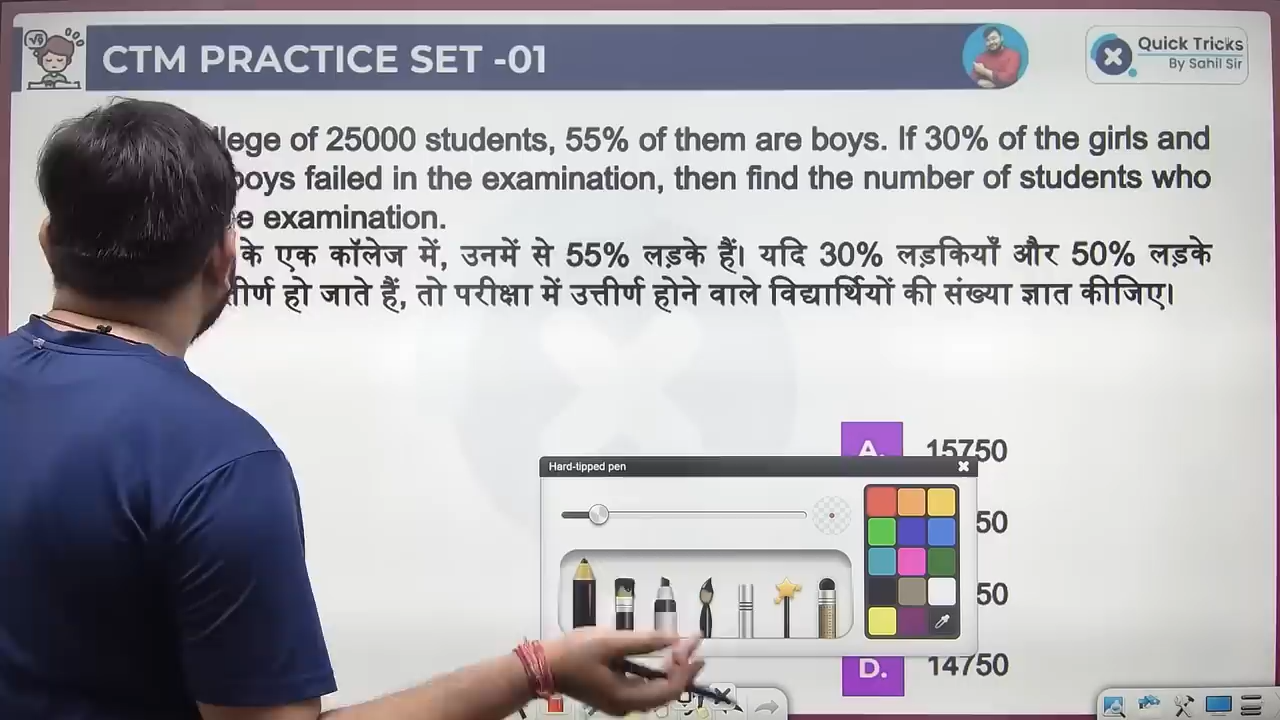 CTM PRACTICE SET -01
Quick Tricks
By Sahil Sir
of 25000 students, 55% of them are boys. If 30% of the girls and
boys failed in the examination, then find the number of students who
examination.
के एक कॉलेज में, उनमें से 55% लड़के हैं। यदि 30% लड़कियाँ और 50% लड़के
हो जाते हैं, तो परीक्षा में उत्तीर्ण होने वाले विद्यार्थियों की संख्या ज्ञात कीजिए।
A. 15750
Hard-tipped pen
50
50
D. 14750